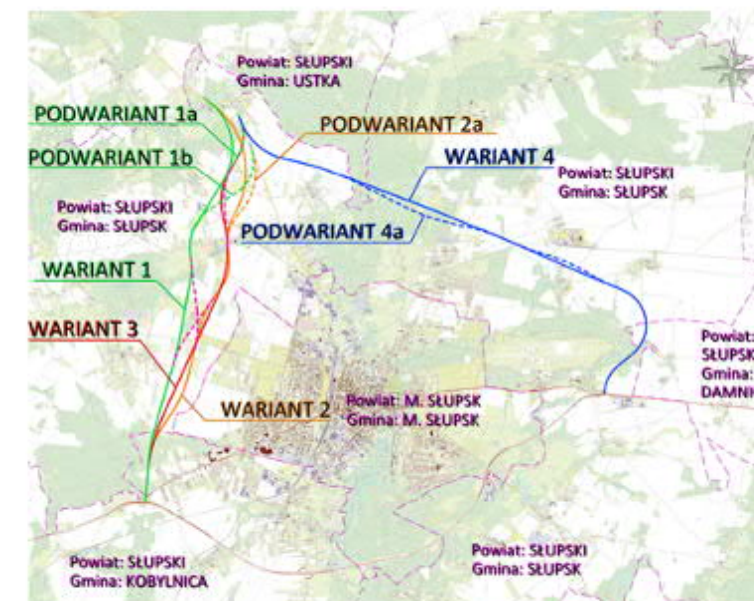 Powiat: SŁUPSKI
Gmina: USTKA
PODWARIANT 1a
PODWARIANT 2a
PODWARIANT 1b
WARIANT 4
Powiat: SŁUPSKI
Gmina: SŁUPSK
Powiat: SŁUPSKI
Gmina: SŁUPSK
PODWARIANT 4a
WARIANT 1
WARIANT 3
Powiat:
SŁUPSK
Gmina:
DAMNI
WARIANT 2
Powiat: M. SŁUPSK
Gmina: M. SŁUPSK
Powiat: SŁUPSKI
Gmina: SŁUPSK
Powiat: SŁUPSKI
Gmina: KOBYLNICA